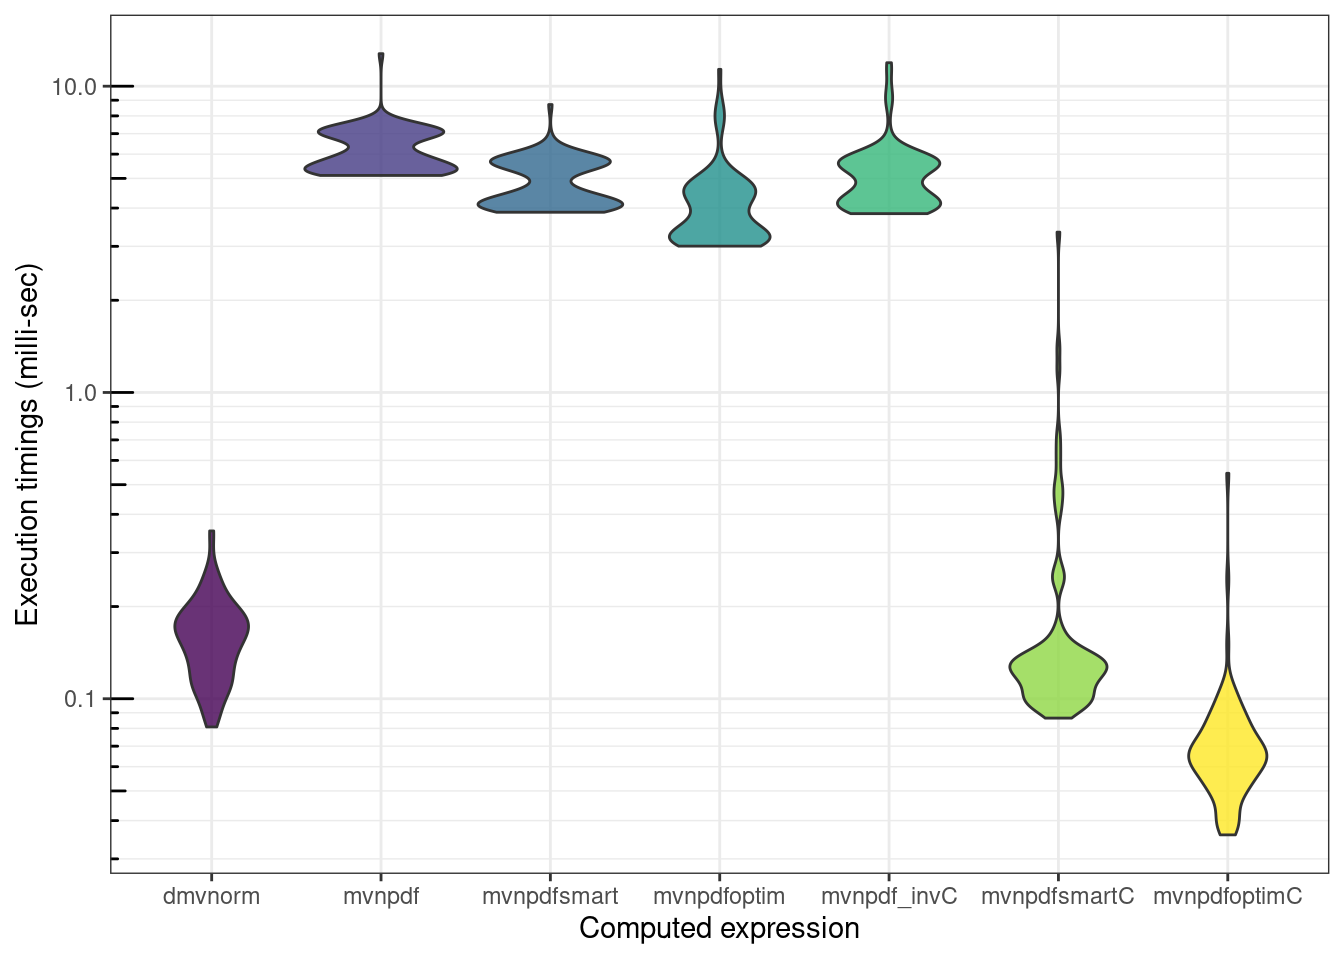 Execution timings (milli-sec)
10.0
1.0
0.1
dmvnorm mvnpdf mvnpdfsmart mvnpdfoptim mvnpdf_invC mvnpdfsmartC mvnpdfoptimC
Computed expression